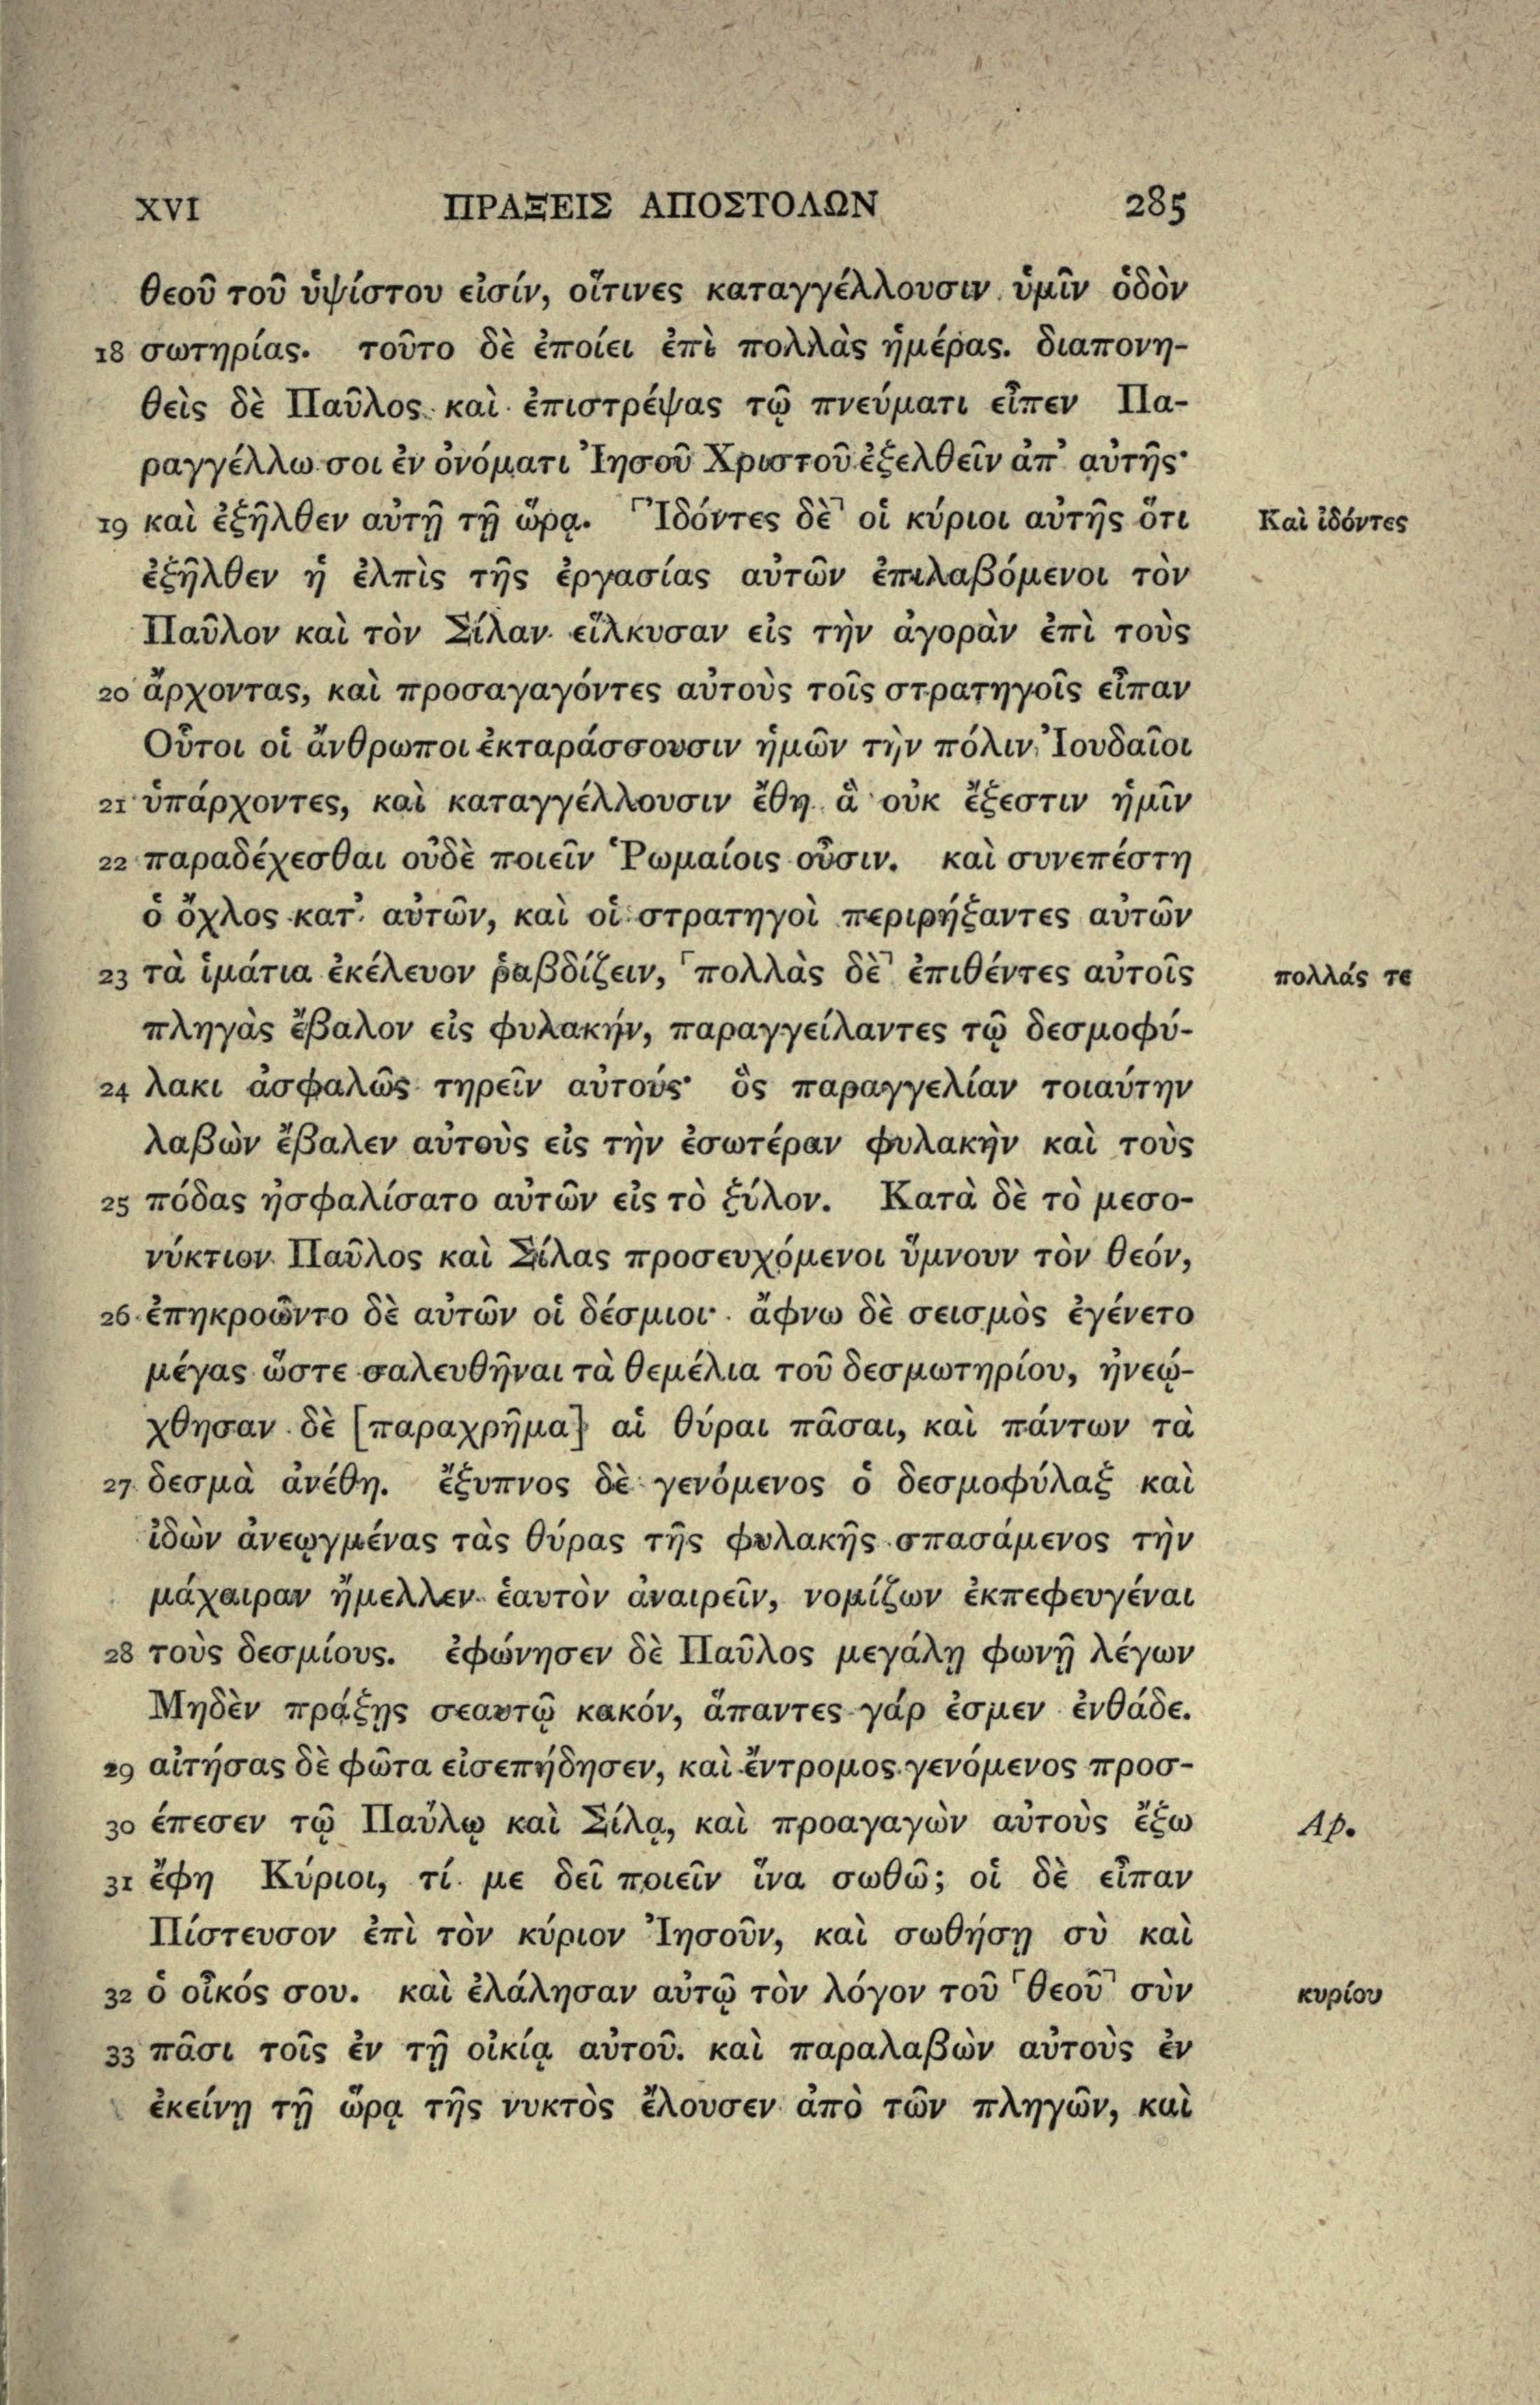 XVI ΠΡΑΞΕΙΣ ΑΠΟΣΤΟΛΩΝ 285
θεοῦ τοῦ ὑψίστου εἰσίν, οἵτινες καταγγέλλουσιν ὑμῖν ὁδὸν
18 σωτηρίας. τοῦτο δὲ ἐποίει ἐπὶ πολλὰς ἡμέρας. διαπονη-
θεὶς δὲ Παῦλος καὶ ἐπιστρέψας τῷ πνεύματι εἶπεν Πα-
ραγγέλλω σοι ἐν ὀνόματι Ἰησοῦ Χριστοῦ ἐξελθεῖν ἀπ᾽ αὐτῆς·
19 καὶ ἐξῆλθεν αὐτῇ τῇ ὥρᾳ. ⌜Ἰδόντες δὲ⌝ οἱ κύριοι αὐτῆς ὅτι Καὶ ἰδόντες
ἐξῆλθεν ἡ ἐλπὶς τῆς ἐργασίας αὐτῶν ἐπιλαβόμενοι τὸν
Παῦλον καὶ τὸν Σίλαν εἵλκυσαν εἰς τὴν ἀγορὰν ἐπὶ τοὺς
20 ἄρχοντας, καὶ προσαγαγόντες αὐτοὺς τοῖς στρατηγοῖς εἶπαν
Οὗτοι οἱ ἄνθρωποι ἐκταράσσουσιν ἡμῶν τὴν πόλιν Ἰουδαῖοι
21 ὑπάρχοντες, καὶ καταγγέλλουσιν ἔθη ἃ οὐκ ἔξεστιν ἡμῖν
22 παραδέχεσθαι οὐδὲ ποιεῖν Ῥωμαίοις οὖσιν. καὶ συνεπέστη
ὁ ὄχλος κατ᾽ αὐτῶν, καὶ οἱ στρατηγοὶ περιρήξαντες αὐτῶν
23 τὰ ἱμάτια ἐκέλευον ῥαβδίζειν, ⌜πολλὰς δὲ⌝ ἐπιθέντες αὐτοῖς πολλάς τε
πληγὰς ἔβαλον εἰς φυλακήν, παραγγείλαντες τῷ δεσμοφύ-
24 λακι ἀσφαλῶς τηρεῖν αὐτούς· ὃς παραγγελίαν τοιαύτην
λαβὼν ἔβαλεν αὐτοὺς εἰς τὴν ἐσωτέραν φυλακὴν καὶ τοὺς
25 πόδας ἠσφαλίσατο αὐτῶν εἰς τὸ ξύλον. Κατὰ δὲ τὸ μεσο-
νύκτιον Παῦλος καὶ Σίλας προσευχόμενοι ὕμνουν τὸν θεόν,
26 ἐπηκροῶντο δὲ αὐτῶν οἱ δέσμιοι· ἄφνω δὲ σεισμὸς ἐγένετο
μέγας ὥστε σαλευθῆναι τὰ θεμέλια τοῦ δεσμωτηρίου, ἠνεῴ-
χθησαν δὲ [παραχρῆμα] αἱ θύραι πᾶσαι, καὶ πάντων τὰ
27 δεσμὰ ἀνέθη. ἔξυπνος δὲ γενόμενος ὁ δεσμοφύλαξ καὶ
ἰδὼν ἀνεῳγμένας τὰς θύρας τῆς φυλακῆς σπασάμενος τὴν
μάχαιραν ἤμελλεν ἑαυτὸν ἀναιρεῖν, νομίζων ἐκπεφευγέναι
28 τοὺς δεσμίους. ἐφώνησεν δὲ Παῦλος μεγάλῃ φωνῇ λέγων
Μηδὲν πράξῃς σεαυτῷ κακόν, ἅπαντες γάρ ἐσμεν ἐνθάδε.
29 αἰτήσας δὲ φῶτα εἰσεπήδησεν, καὶ ἔντρομος γενόμενος προσ-
30 έπεσεν τῷ Παύλῳ καὶ Σίλᾳ, καὶ προαγαγὼν αὐτοὺς ἔξω Ap.
31 ἔφη Κύριοι, τί με δεῖ ποιεῖν ἵνα σωθῶ; οἱ δὲ εἶπαν
Πίστευσον ἐπὶ τὸν κύριον Ἰησοῦν, καὶ σωθήσῃ σὺ καὶ
32 ὁ οἶκός σου. καὶ ἐλάλησαν αὐτῷ τὸν λόγον τοῦ ⌜θεοῦ⌝ σὺν κυρίου
33 πᾶσι τοῖς ἐν τῇ οἰκίᾳ αὐτοῦ. καὶ παραλαβὼν αὐτοὺς ἐν
ἐκείνῃ τῇ ὥρᾳ τῆς νυκτὸς ἔλουσεν ἀπὸ τῶν πληγῶν, καὶ